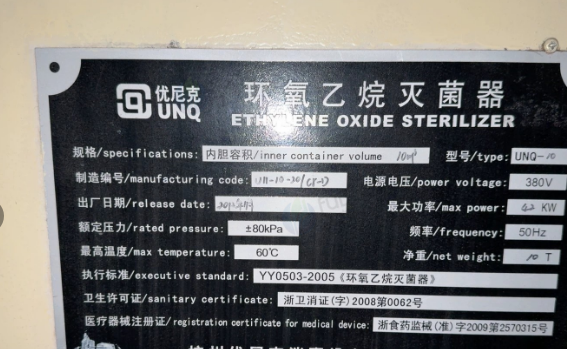 优尼克 UNQ 环氧乙烷灭菌器
ETHYLENE OXIDE STERILIZER
规格/specifications: 内胆容积/inner container volume 10m³ 型号/type: UNQ-10
制造编号/manufacturing code: 电源电压/power voltage: 380V
出厂日期/release date: 最大功率/max power: 42 KW
额定压力/rated pressure: ±80kPa 频率/frequency: 50Hz
最高温度/max temperature: 60℃ 净重/net weight: 10 T
执行标准/executive standard: YY0503-2005《环氧乙烷灭菌器》
卫生许可证/sanitary certificate: 浙卫消证(字)2008第0062号
医疗器械注册证/registration certificate for medical device: 浙食药监械(准)字2009第2570315号